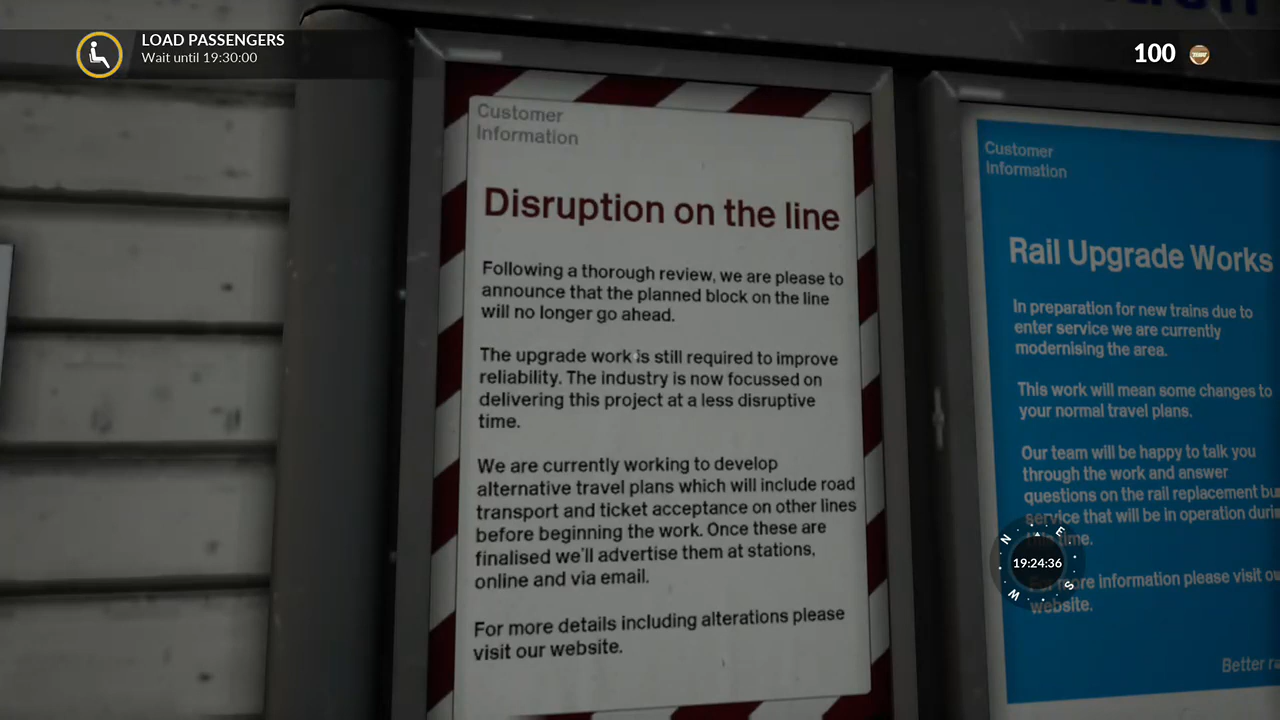 LOAD PASSENGERS
Wait until 19:30:00
100
Customer
Information
Disruption on the line
Following a thorough review, we are please to
announce that the planned block on the line
will no longer go ahead.
The upgrade work is still required to improve
reliability. The industry is now focussed on
delivering this project at a less disruptive
time.
We are currently working to develop
alternative travel plans which will include road
transport and ticket acceptance on other lines
before beginning the work. Once these are
finalised we'll advertise them at stations,
online and via email.
For more details including alterations please
visit our website.
Customer
Information
Rail Upgrade Works
In preparation for new trains due to
enter service we are currently
modernising the area.
This work will mean some changes to
your normal travel plans.
Our team will be happy to talk you
through the work and answer
questions on the rail replacement
service that will be in operation
time.
For more information please visit
website.
Better
N
E
S
W
19:24:36